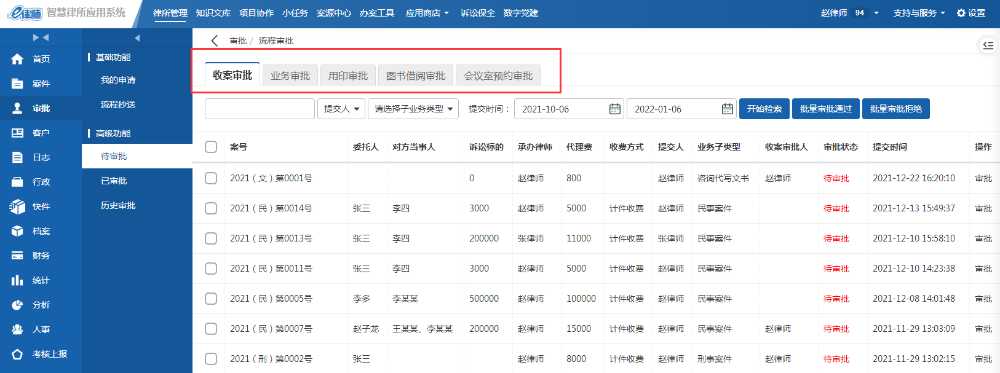 e律师 智慧律所应用系统 律所管理 知识文库 项目协作 小任务 案源中心 办案工具 应用商店 诉讼保全 数字党建 赵律师 94 支持与服务 设置
首页
案件
审批
客户
日志
行政
快件
档案
财务
统计
分析
人事
考核上报
基础功能
我的申请
流程抄送
高级功能
待审批
已审批
历史审批
审批 / 流程审批
收案审批 业务审批 用印审批 图书借阅审批 会议室预约审批
提交人 请选择子业务类型 提交时间： 2021-10-06 2022-01-06 开始检索 批量审批通过 批量审批拒绝
案号 委托人 对方当事人 诉讼标的 承办律师 代理费 收费方式 提交人 业务子类型 收案审批人 审批状态 提交时间 操作
2021（文）第0001号 0 赵律师 800 赵律师 咨询代写文书 赵律师 待审批 2021-12-22 16:20:10 审批
2021（民）第0014号 张三 李四 3000 赵律师 5000 计件收费 赵律师 民事案件 待审批 2021-12-13 15:49:37 审批
2021（民）第0013号 张三 李四 200000 张律师 11000 计件收费 张律师 民事案件 待审批 2021-12-10 15:58:10 审批
2021（民）第0011号 张三 李四 3000 赵律师 5000 计件收费 赵律师 民事案件 待审批 2021-12-10 14:23:38 审批
2021（民）第0005号 李多 李某某 500000 赵律师 100000 计件收费 赵律师 民事案件 待审批 2021-12-08 14:01:48 审批
2021（民）第0007号 赵子龙 王某某、李某某 200000 赵律师 15000 计件收费 赵律师 民事案件 赵律师 待审批 2021-11-29 13:03:09 审批
2021（刑）第0002号 张三 赵律师 8000 计件收费 赵律师 刑事案件 赵律师 待审批 2021-11-29 13:02:15 审批